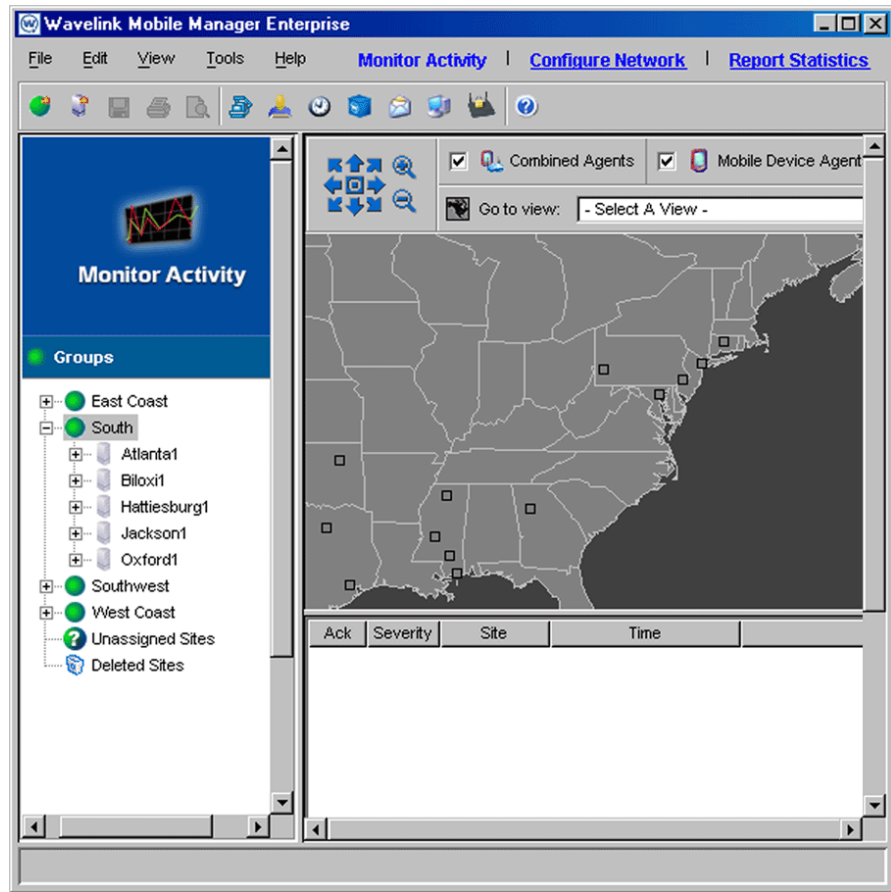 Wavelink Mobile Manager Enterprise
File Edit View Tools Help Monitor Activity | Configure Network | Report Statistics
Combined Agents Mobile Device Agent
Go to view: - Select A View -
Monitor Activity
Groups
East Coast
South
Atlanta1
Biloxi1
Hattiesburg1
Jackson1
Oxford1
Southwest
West Coast
Unassigned Sites
Deleted Sites
Ack Severity Site Time